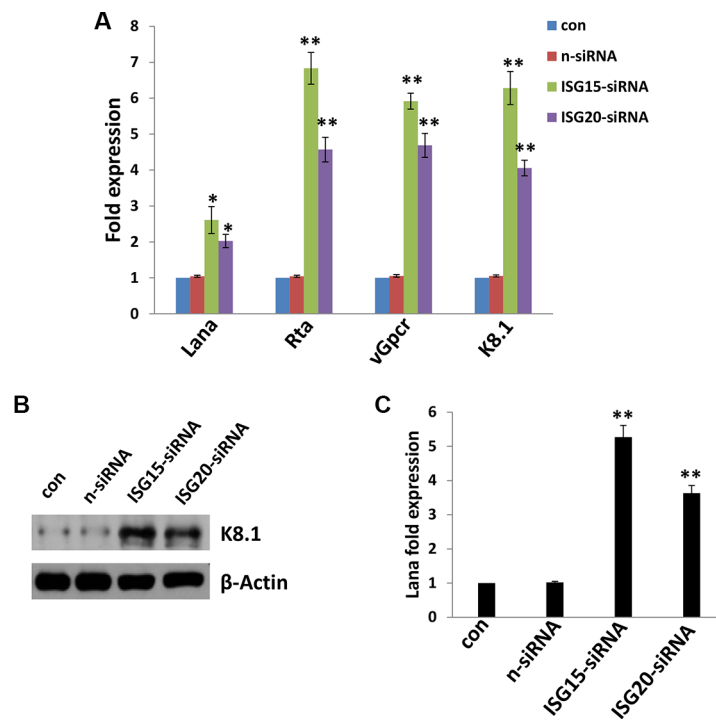 A
Fold expression
8
7
6
5
4
3
2
1
0
* *
** **
** **
** **
Lana Rta vGpcr K8.1
con
n-siRNA
ISG15-siRNA
ISG20-siRNA
B
con n-siRNA ISG15-siRNA ISG20-siRNA
K8.1
β-Actin
C
Lana fold expression
6
5
4
3
2
1
0
** **
con n-siRNA ISG15-siRNA ISG20-siRNA